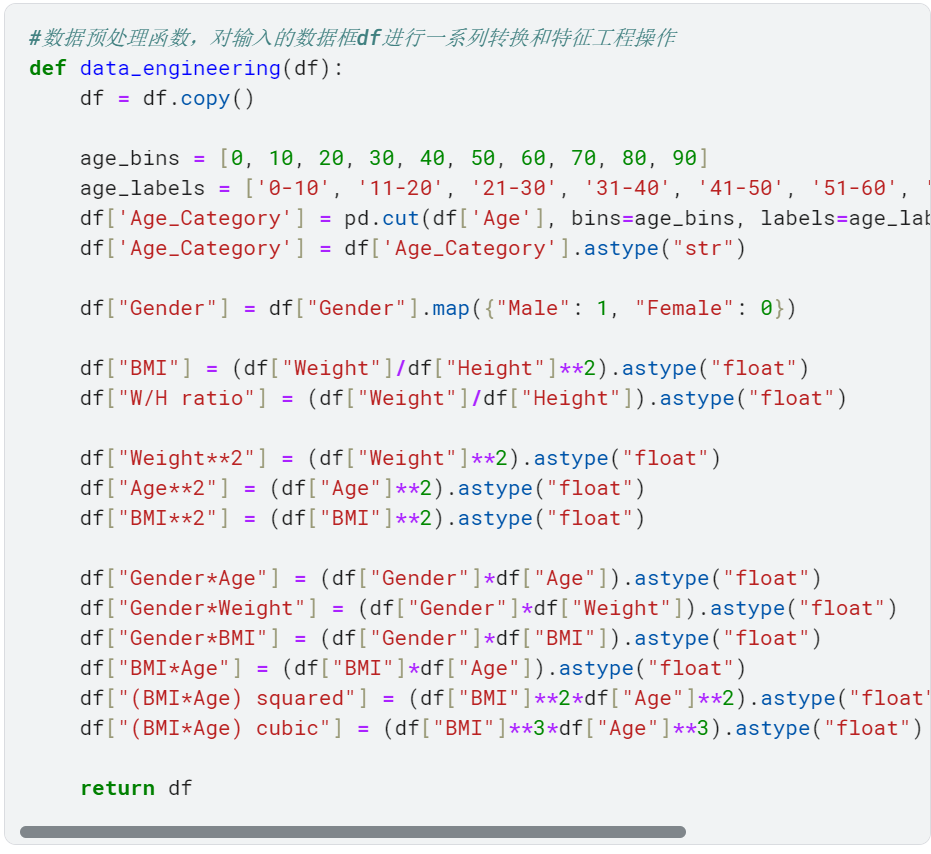 #数据预处理函数，对输入的数据框df进行一系列转换和特征工程操作
def data_engineering(df):
    df = df.copy()

    age_bins = [0, 10, 20, 30, 40, 50, 60, 70, 80, 90]
    age_labels = ['0-10', '11-20', '21-30', '31-40', '41-50', '51-60', '
    df['Age_Category'] = pd.cut(df['Age'], bins=age_bins, labels=age_lab
    df['Age_Category'] = df['Age_Category'].astype("str")

    df["Gender"] = df["Gender"].map({"Male": 1, "Female": 0})

    df["BMI"] = (df["Weight"]/df["Height"]**2).astype("float")
    df["W/H ratio"] = (df["Weight"]/df["Height"]).astype("float")

    df["Weight**2"] = (df["Weight"]**2).astype("float")
    df["Age**2"] = (df["Age"]**2).astype("float")
    df["BMI**2"] = (df["BMI"]**2).astype("float")

    df["Gender*Age"] = (df["Gender"]*df["Age"]).astype("float")
    df["Gender*Weight"] = (df["Gender"]*df["Weight"]).astype("float")
    df["Gender*BMI"] = (df["Gender"]*df["BMI"]).astype("float")
    df["BMI*Age"] = (df["BMI"]*df["Age"]).astype("float")
    df["(BMI*Age) squared"] = (df["BMI"]**2*df["Age"]**2).astype("float"
    df["(BMI*Age) cubic"] = (df["BMI"]**3*df["Age"]**3).astype("float")

    return df